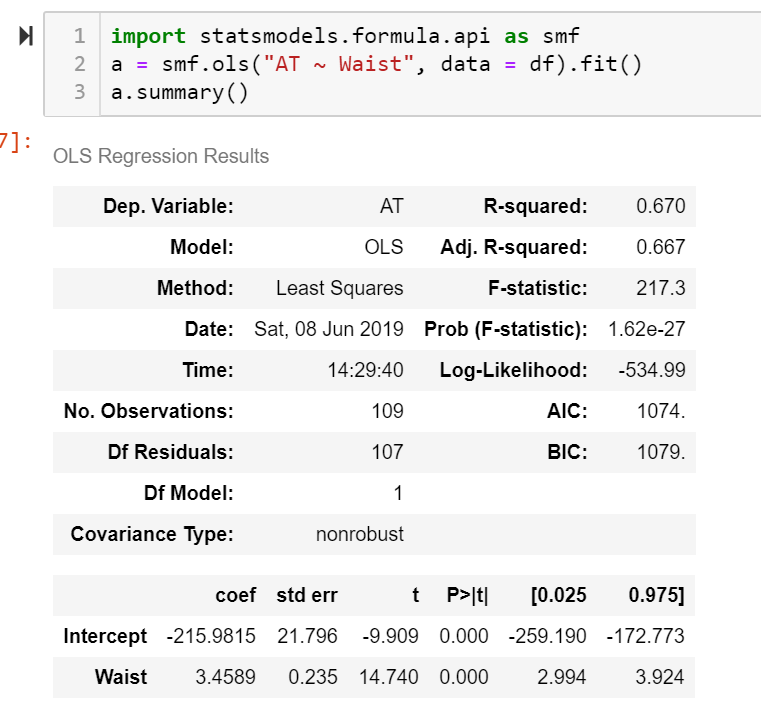 1 import statsmodels.formula.api as smf
2 a = smf.ols("AT ~ Waist", data = df).fit()
3 a.summary()
7]:
OLS Regression Results
Dep. Variable: AT R-squared: 0.670
Model: OLS Adj. R-squared: 0.667
Method: Least Squares F-statistic: 217.3
Date: Sat, 08 Jun 2019 Prob (F-statistic): 1.62e-27
Time: 14:29:40 Log-Likelihood: -534.99
No. Observations: 109 AIC: 1074.
Df Residuals: 107 BIC: 1079.
Df Model: 1
Covariance Type: nonrobust
coef std err t P>|t| [0.025 0.975]
Intercept -215.9815 21.796 -9.909 0.000 -259.190 -172.773
Waist 3.4589 0.235 14.740 0.000 2.994 3.924